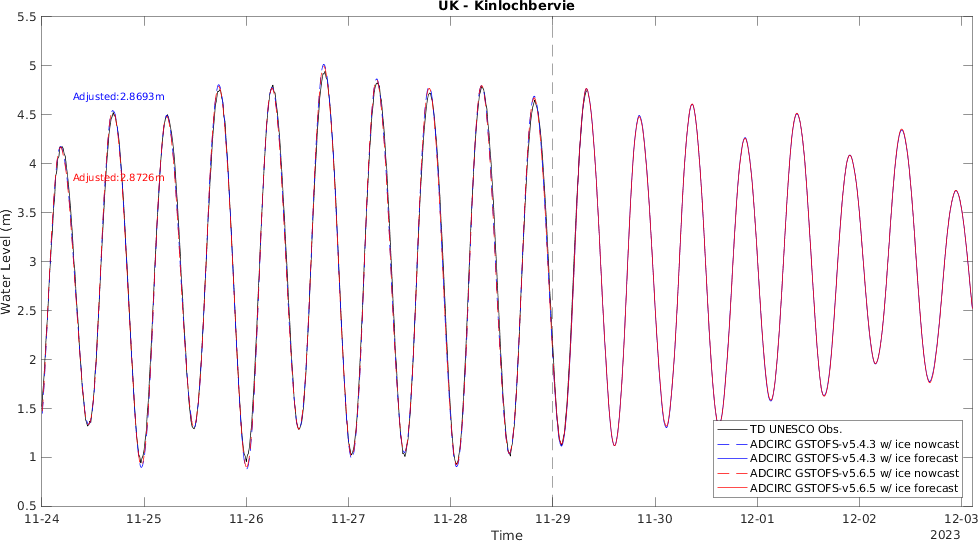 UK - Kinlochbervie
5.5
5
4.5
4
3.5
3
2.5
2
1.5
1
0.5
Water Level (m)
Adjusted:2.8693m
Adjusted:2.8726m
TD UNESCO Obs.
ADCIRC GSTOFS-v5.4.3 w/ ice nowcast
ADCIRC GSTOFS-v5.4.3 w/ ice forecast
ADCIRC GSTOFS-v5.6.5 w/ ice nowcast
ADCIRC GSTOFS-v5.6.5 w/ ice forecast
11-24 11-25 11-26 11-27 11-28 11-29 11-30 12-01 12-02 12-03
Time
2023